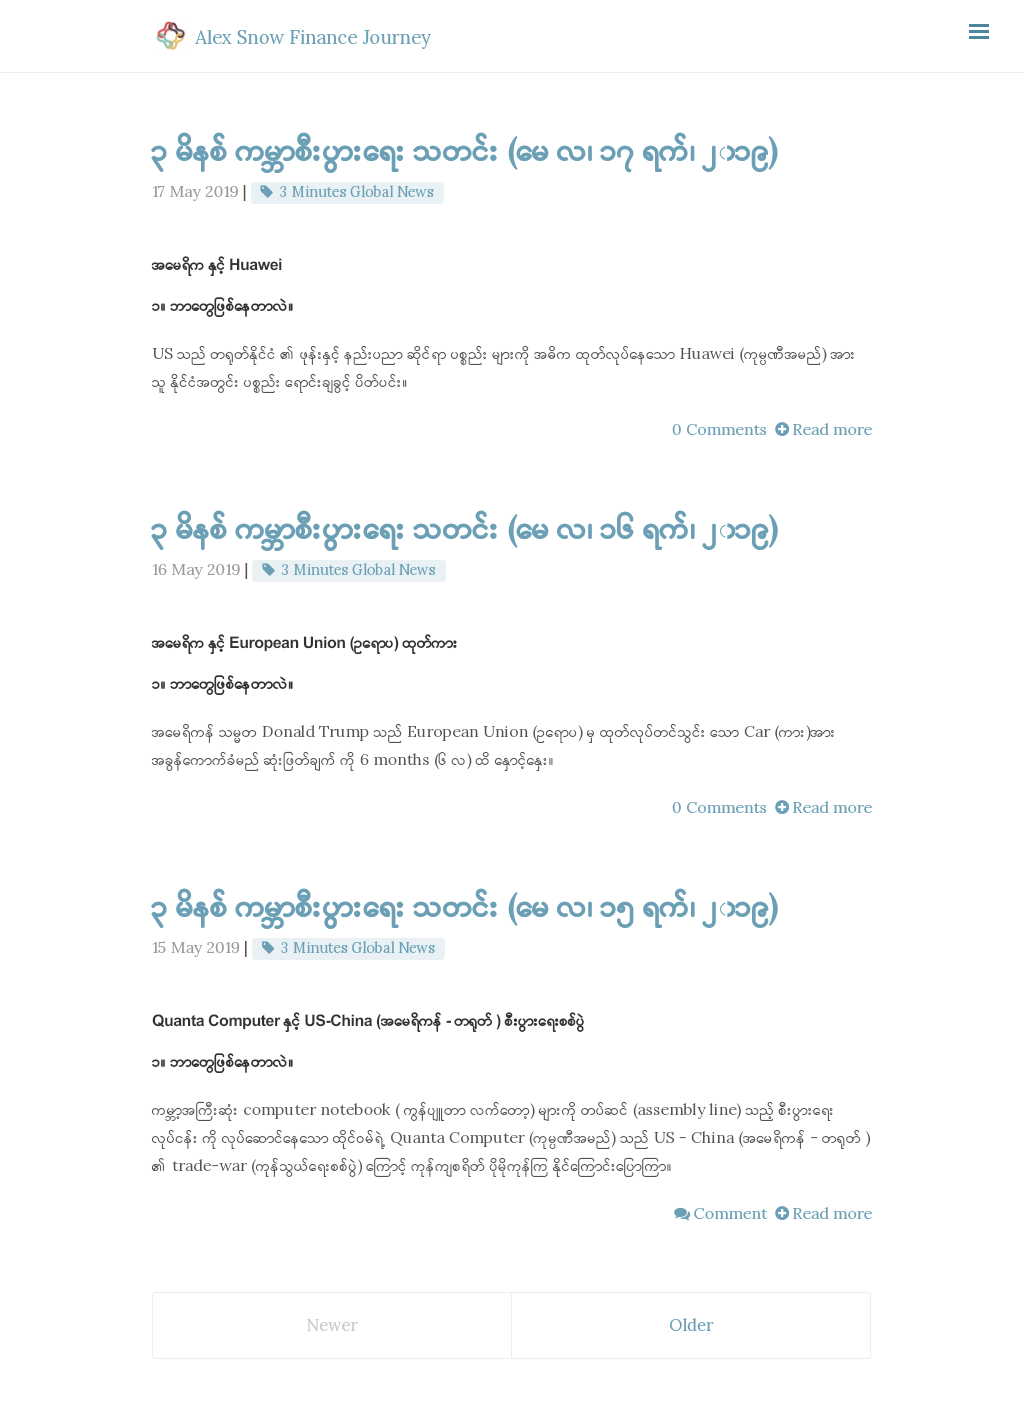 Alex Snow Finance Journey
၃ မိနစ် ကမ္ဘာစီးပွားရေး သတင်း (မေ လ၊ ၁၇ ရက်၊ ၂၀၁၉)
17 May 2019 | 3 Minutes Global News
အမေရိက နှင့် Huawei
၁။ ဘာတွေဖြစ်နေတာလဲ။
US သည် တရုတ်နိုင်ငံ ၏ ဖုန်းနှင့် နည်းပညာ ဆိုင်ရာ ပစ္စည်း များကို အဓိက ထုတ်လုပ်နေသော Huawei (ကုမ္ပဏီအမည်) အား
သူ့ နိုင်ငံအတွင်း ပစ္စည်း ရောင်းချခွင့် ပိတ်ပင်း။
0 Comments Read more
၃ မိနစ် ကမ္ဘာစီးပွားရေး သတင်း (မေ လ၊ ၁၆ ရက်၊ ၂၀၁၉)
16 May 2019 | 3 Minutes Global News
အမေရိက နှင့် European Union (ဥရောပ) ထုတ်ကား
၁။ ဘာတွေဖြစ်နေတာလဲ။
အမေရိကန် သမ္မတ Donald Trump သည် European Union (ဥရောပ) မှ ထုတ်လုပ်တင်သွင်း သော Car (ကား)အား
အခွန်ကောက်ခံမည် ဆုံးဖြတ်ချက် ကို 6 months (၆ လ) ထိ နှောင့်နှေး။
0 Comments Read more
၃ မိနစ် ကမ္ဘာစီးပွားရေး သတင်း (မေ လ၊ ၁၅ ရက်၊ ၂၀၁၉)
15 May 2019 | 3 Minutes Global News
Quanta Computer နှင့် US-China (အမေရိကန် - တရုတ် ) စီးပွားရေးစစ်ပွဲ
၁။ ဘာတွေဖြစ်နေတာလဲ။
ကမ္ဘာ့အကြီးဆုံး computer notebook ( ကွန်ပျူတာ လက်တော့) များကို တပ်ဆင် (assembly line) သည့် စီးပွားရေး
လုပ်ငန်း ကို လုပ်ဆောင်နေသော ထိုင်ဝမ်ရဲ့ Quanta Computer (ကုမ္ပဏီအမည်) သည် US - China (အမေရိကန် - တရုတ် )
၏ trade-war (ကုန်သွယ်ရေးစစ်ပွဲ) ကြောင့် ကုန်ကျစရိတ် ပိုမိုကုန်ကြ နိုင်ကြောင်းပြောကြာ။
Comment Read more
Newer
Older